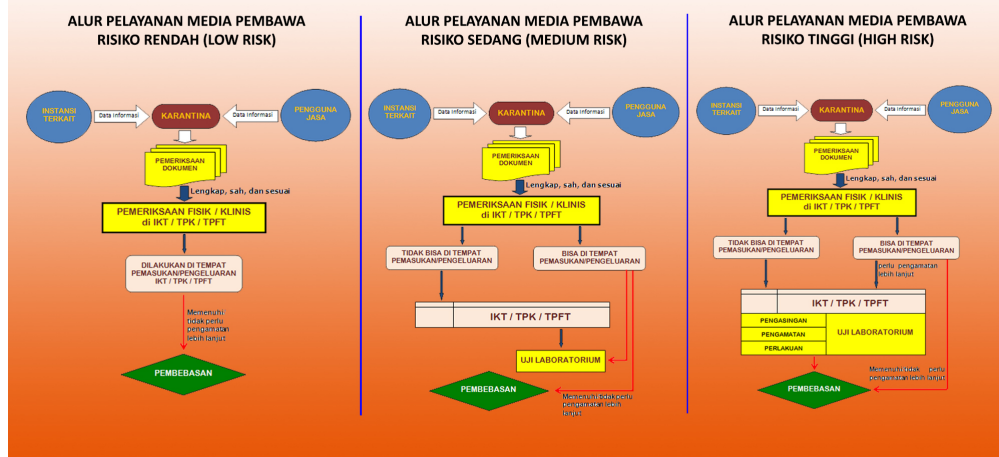 ALUR PELAYANAN MEDIA PEMBAWA
RISIKO RENDAH (LOW RISK)
INSTANSI
TERKAIT
Data Informasi
KARANTINA
Data Informasi
PENGGUNA
JASA
PEMERIKSAAN
DOKUMEN
Lengkap, sah, dan sesuai
PEMERIKSAAN FISIK / KLINIS
di IKT / TPK / TPFT
DILAKUKAN DI TEMPAT
PEMASUKAN/PENGELUARAN
IKT / TPK / TPFT
Memenuhi
tidak perlu
pengamatan
lebih lanjut
PEMBEBASAN
ALUR PELAYANAN MEDIA PEMBAWA
RISIKO SEDANG (MEDIUM RISK)
INSTANSI
TERKAIT
Data Informasi
KARANTINA
Data Informasi
PENGGUNA
JASA
PEMERIKSAAN
DOKUMEN
Lengkap, sah, dan sesuai
PEMERIKSAAN FISIK / KLINIS
di IKT / TPK / TPFT
TIDAK BISA DI TEMPAT
PEMASUKAN/PENGELUARAN
BISA DI TEMPAT
PEMASUKAN/PENGELUARAN
IKT / TPK / TPFT
UJI LABORATORIUM
PEMBEBASAN
Memenuhi tidak perlu
pengamatan lebih
lanjut
ALUR PELAYANAN MEDIA PEMBAWA
RISIKO TINGGI (HIGH RISK)
INSTANSI
TERKAIT
Data Informasi
KARANTINA
Data Informasi
PENGGUNA
JASA
PEMERIKSAAN
DOKUMEN
Lengkap, sah, dan sesuai
PEMERIKSAAN FISIK / KLINIS
di IKT / TPK / TPFT
TIDAK BISA DI TEMPAT
PEMASUKAN/PENGELUARAN
BISA DI TEMPAT
PEMASUKAN/PENGELUARAN
perlu pengamatan
lebih lanjut
IKT / TPK / TPFT
PENGASINGAN
PENGAMATAN
PERLAKUAN
UJI LABORATORIUM
Memenuhi tidak perlu
pengamatan lebih lanjut
PEMBEBASAN